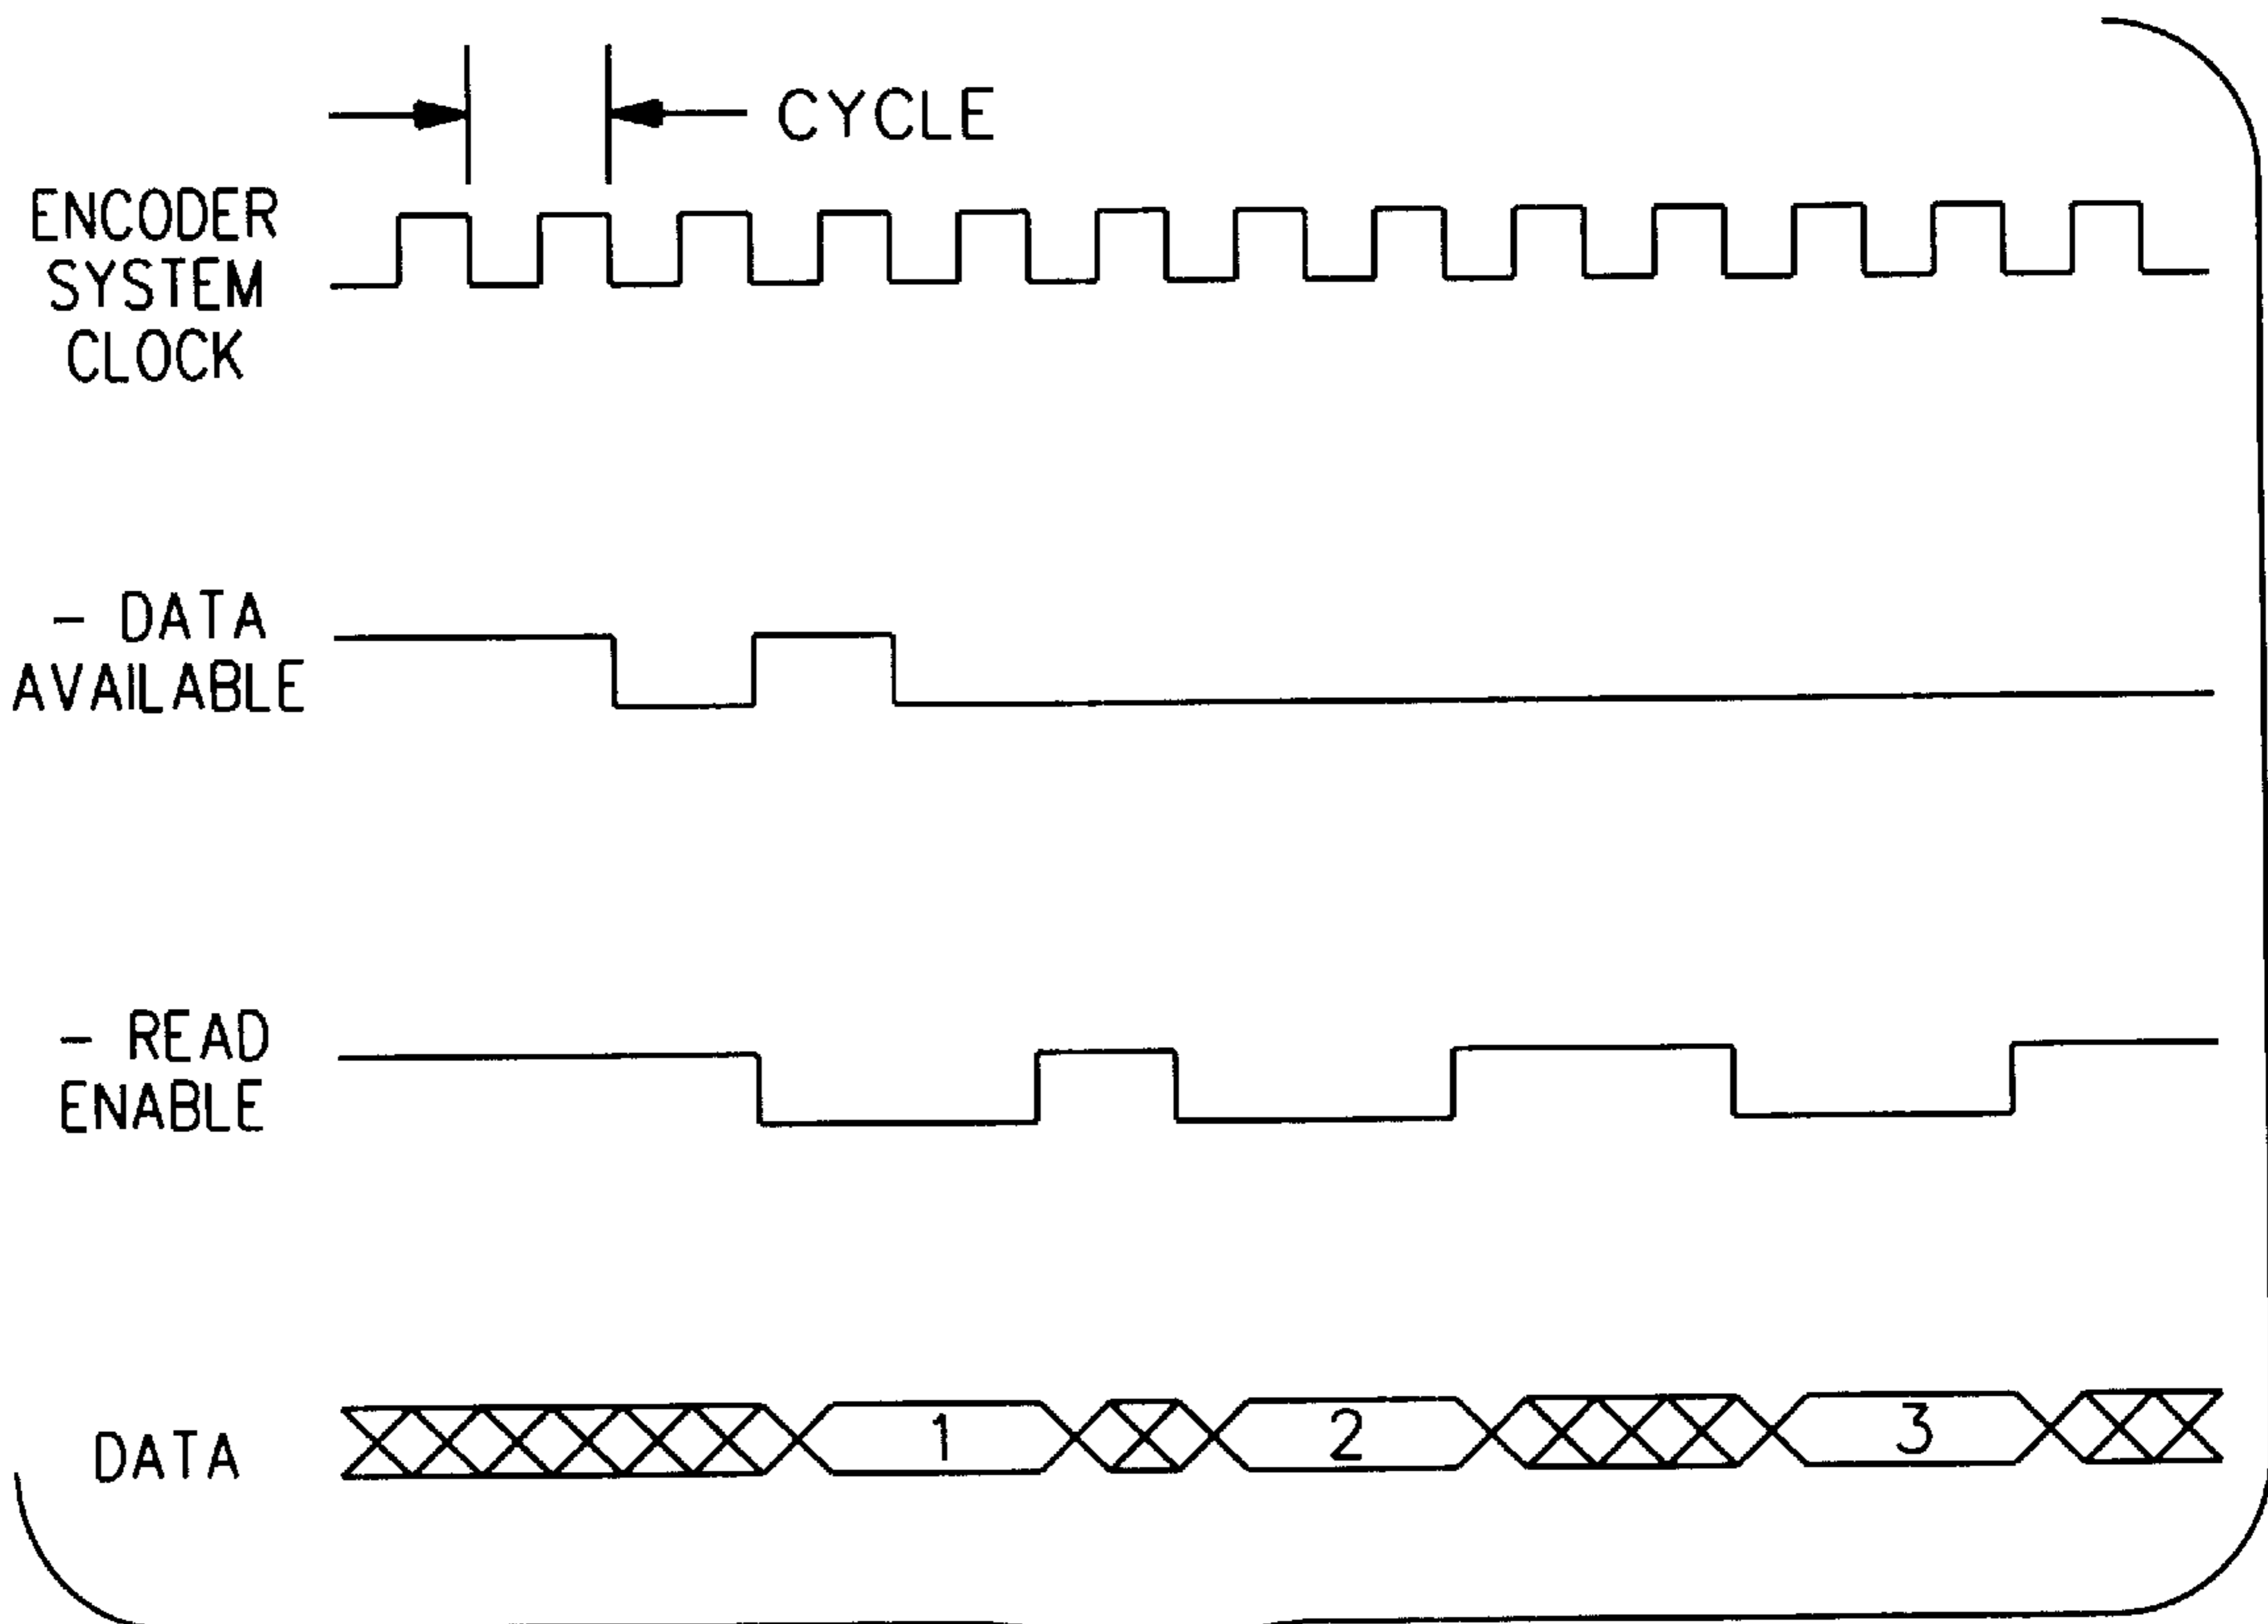 CYCLE
ENCODER
SYSTEM
CLOCK
- DATA
AVAILABLE
- READ
ENABLE
DATA
1
2
3